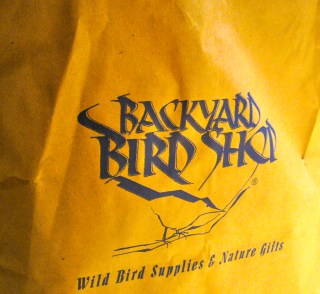 BACKYARD
BIRD SHOP
®
Wild Bird Supplies & Nature Gifts